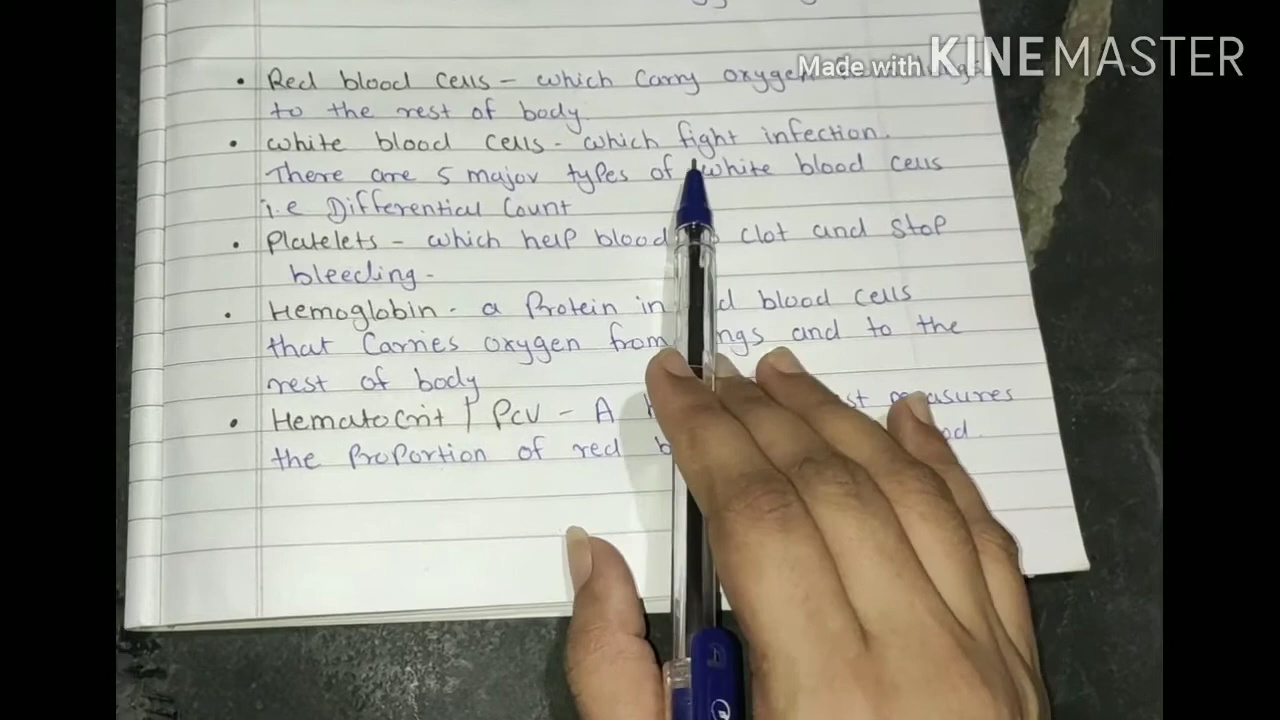 • Red blood cells – which carry oxygen
to the rest of body.
• white blood cells - which fight infection.
There are 5 major types of white blood cells
i.e Differential Count
• Platelets – which help blood clot and stop
bleeding -
• Hemoglobin - a Protein in blood cells
that carries oxygen from and to the
rest of body
• Hematocrit / PCV – A measures
the proportion of red
Made with KINEMASTER